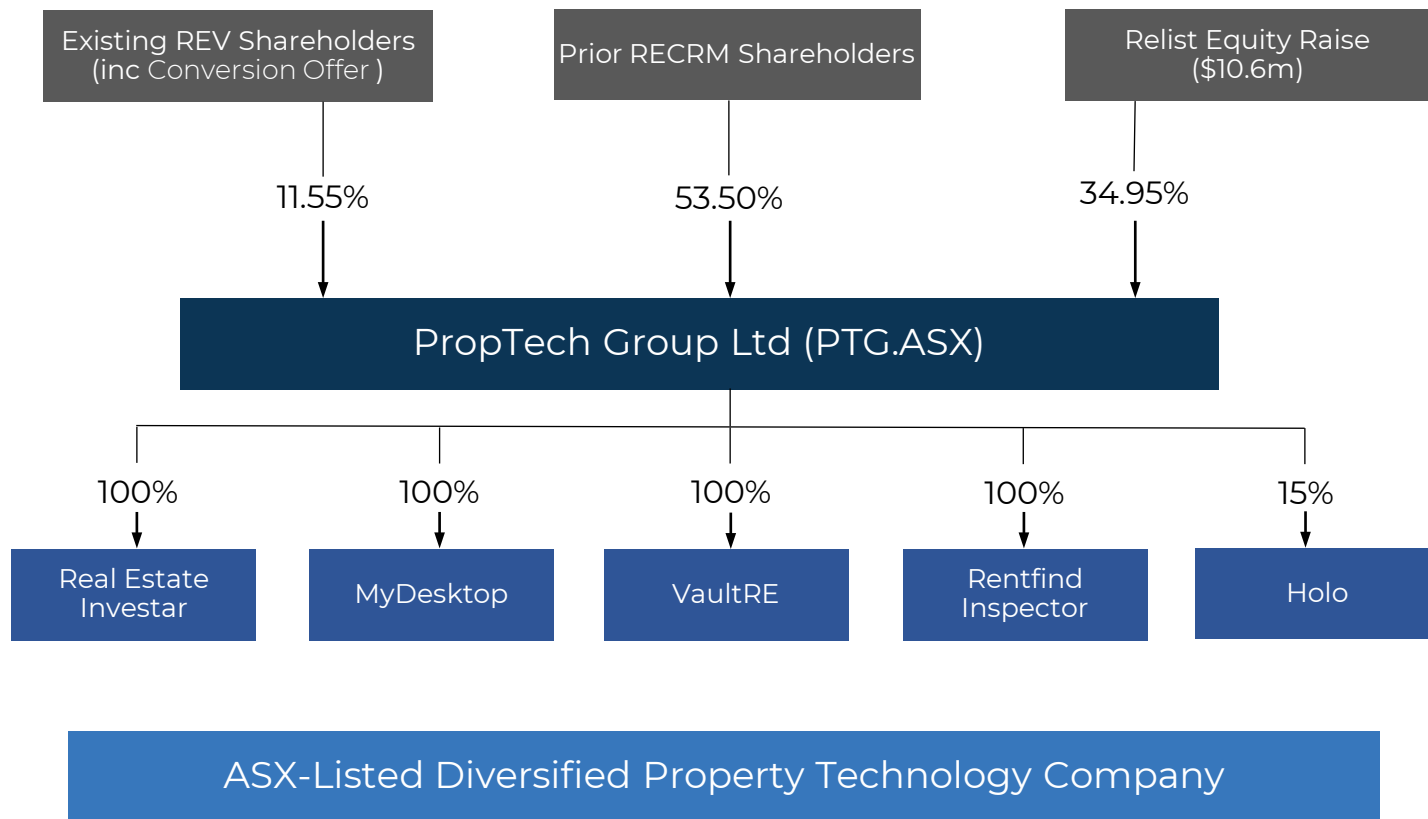 Existing REV Shareholders
(inc Conversion Offer )
Prior RECRM Shareholders
Relist Equity Raise
($10.6m)
11.55%
53.50%
34.95%
PropTech Group Ltd (PTG.ASX)
100%
100%
100%
100%
15%
Real Estate
Investar
MyDesktop
VaultRE
Rentfind
Inspector
Holo
ASX-Listed Diversified Property Technology Company